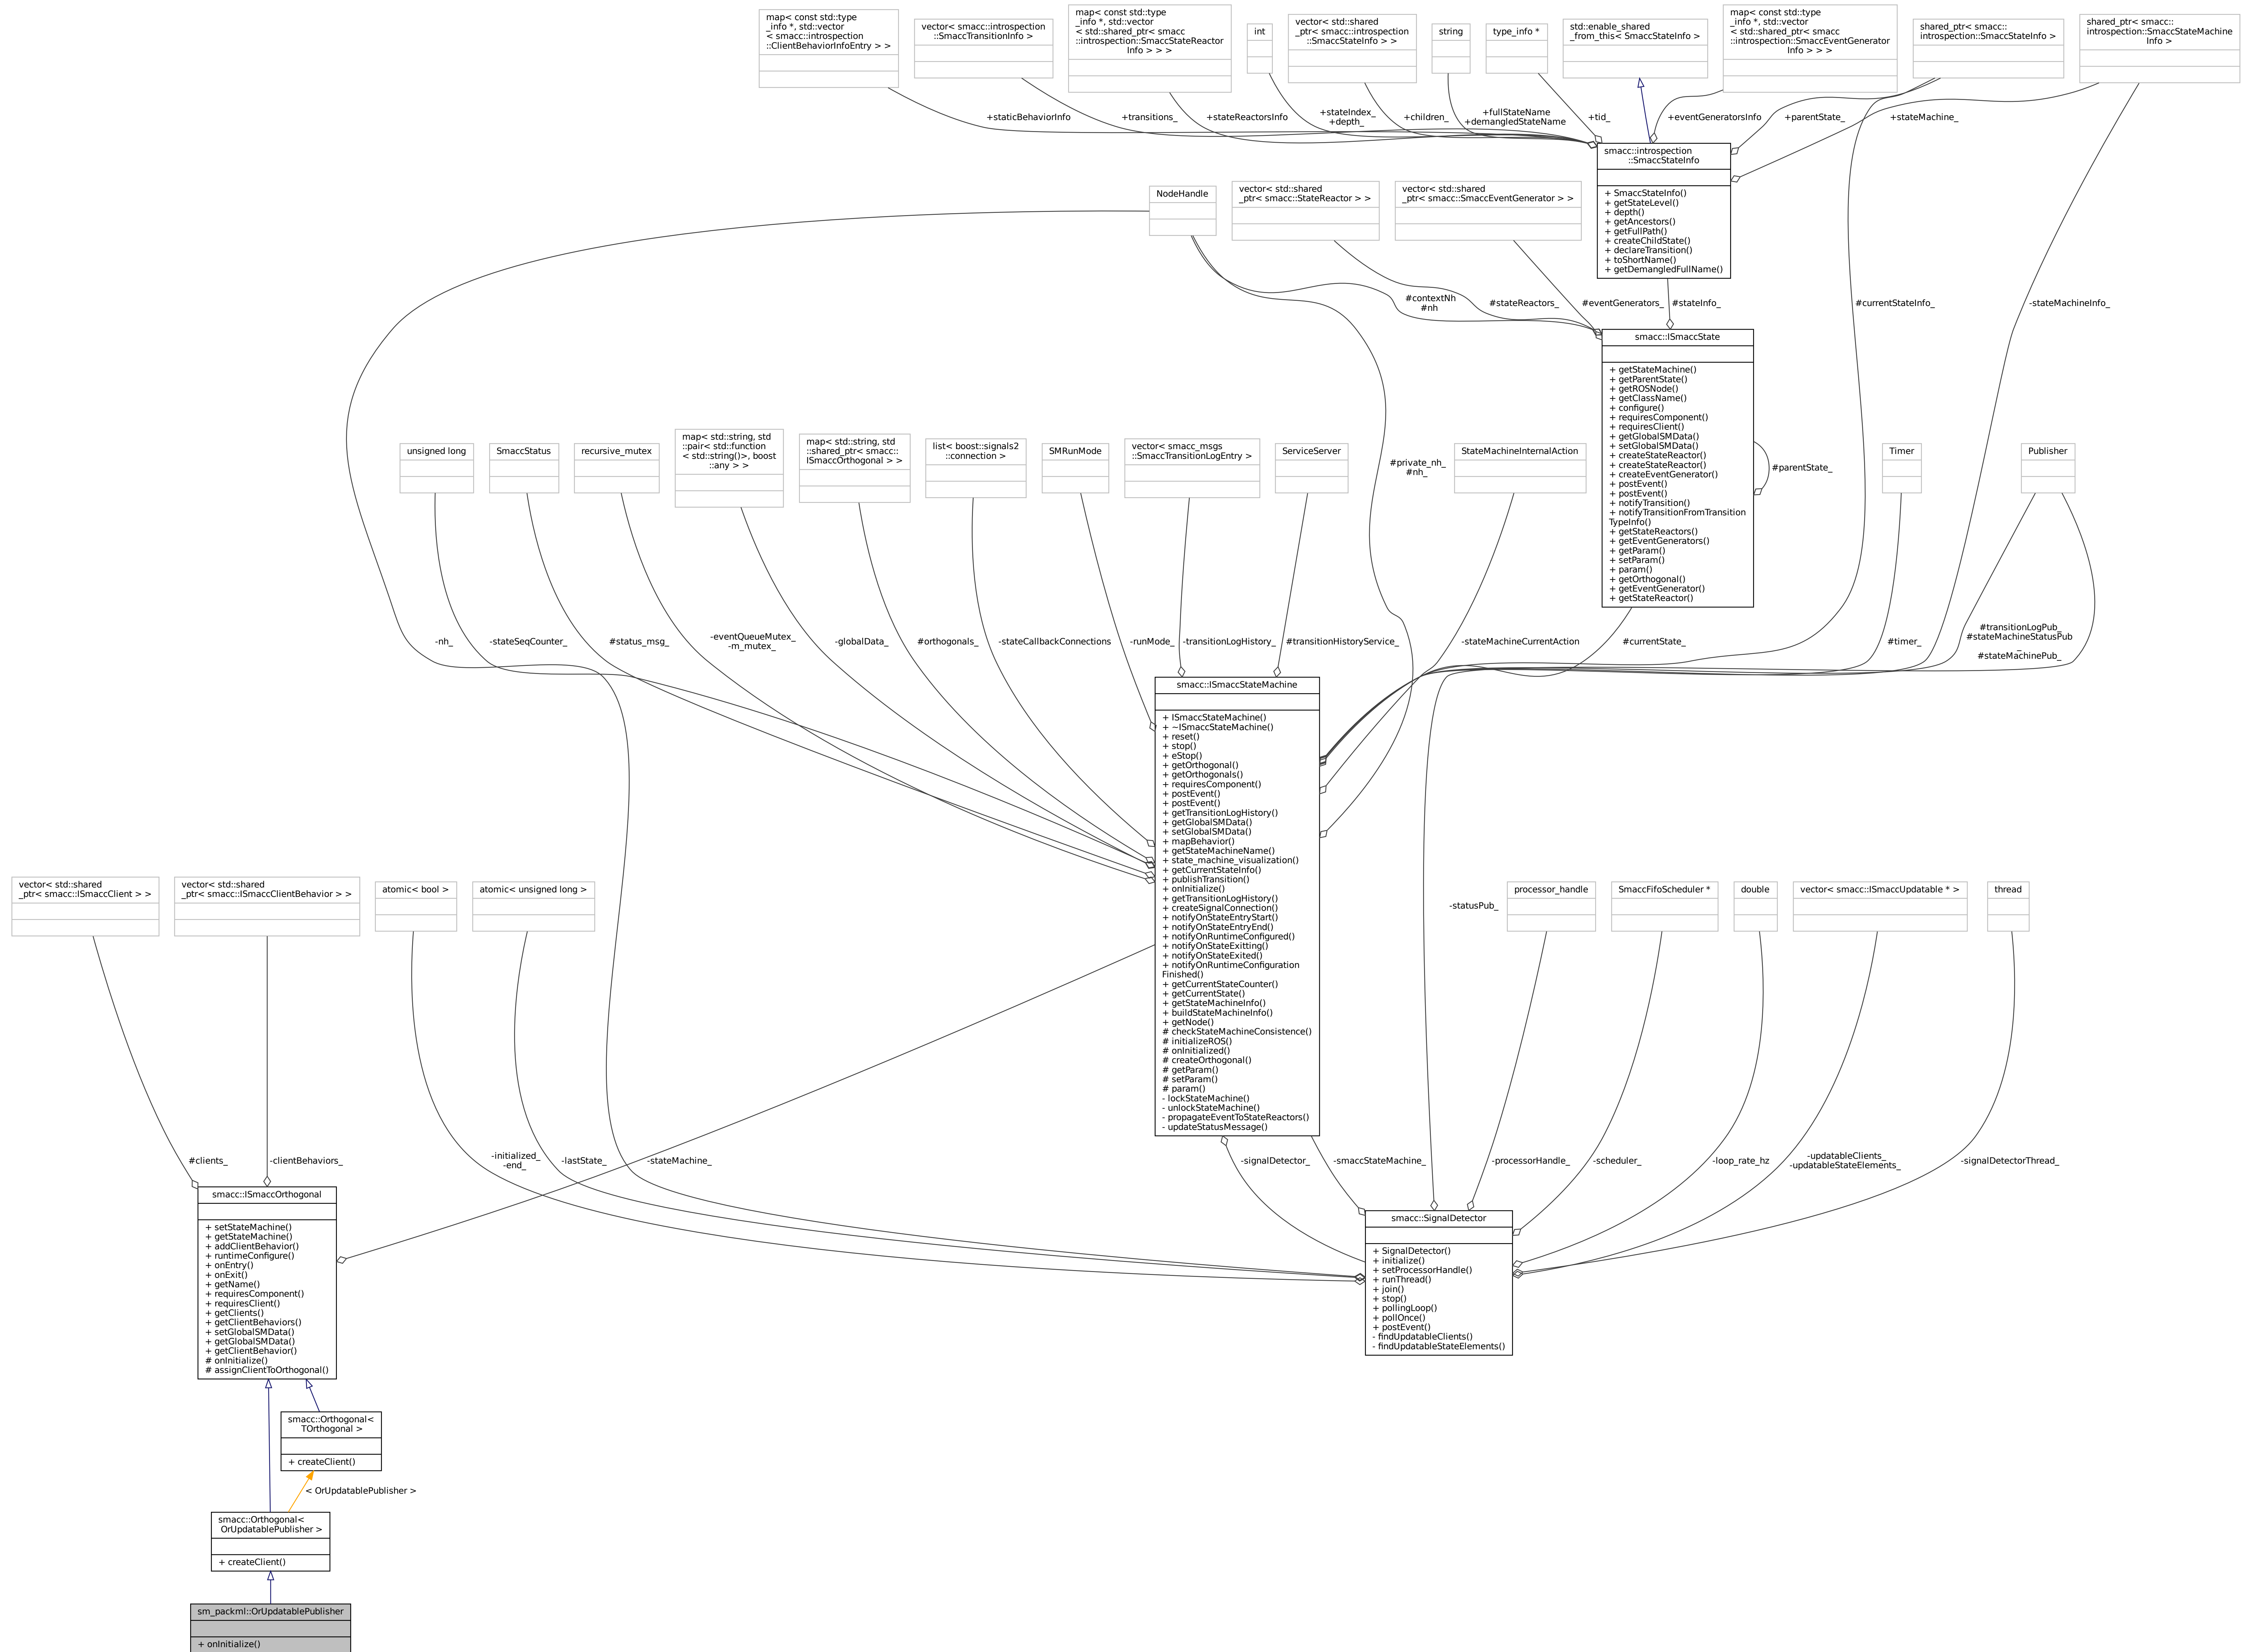 map< const std::type
_info *, std::vector
< smacc::introspection
::ClientBehaviorInfoEntry > >
vector< smacc::introspection
::SmaccTransitionInfo >
map< const std::type
_info *, std::vector
< std::shared_ptr< smacc
::introspection::SmaccStateReactor
Info > > >
int
vector< std::shared
_ptr< smacc::introspection
::SmaccStateInfo > >
string
type_info *
std::enable_shared
_from_this< SmaccStateInfo >
map< const std::type
_info *, std::vector
< std::shared_ptr< smacc
::introspection::SmaccEventGenerator
Info > > >
shared_ptr< smacc::
introspection::SmaccStateInfo >
shared_ptr< smacc::
introspection::SmaccStateMachine
Info >
+staticBehaviorInfo
+transitions_
+stateReactorsInfo
+stateIndex_
+depth_
+children_
+fullStateName
+demangledStateName
+tid_
+eventGeneratorsInfo
+parentState_
+stateMachine_
smacc::introspection
::SmaccStateInfo
+ SmaccStateInfo()
+ getStateLevel()
+ depth()
+ getAncestors()
+ getFullPath()
+ createChildState()
+ declareTransition()
+ toShortName()
+ getDemangledFullName()
NodeHandle
vector< std::shared
_ptr< smacc::StateReactor > >
vector< std::shared
_ptr< smacc::SmaccEventGenerator > >
#contextNh
#nh
#stateReactors_
#eventGenerators_
#stateInfo_
#currentStateInfo_
-stateMachineInfo_
smacc::ISmaccState
+ getStateMachine()
+ getParentState()
+ getROSNode()
+ getClassName()
+ configure()
+ requiresComponent()
+ requiresClient()
+ getGlobalSMData()
+ setGlobalSMData()
+ createStateReactor()
+ createStateReactor()
+ createEventGenerator()
+ postEvent()
+ postEvent()
+ notifyTransition()
+ notifyTransitionFromTransition
TypeInfo()
+ getStateReactors()
+ getEventGenerators()
+ getParam()
+ setParam()
+ param()
+ getOrthogonal()
+ getEventGenerator()
+ getStateReactor()
#parentState_
unsigned long
SmaccStatus
recursive_mutex
map< std::string, std
::pair< std::function
< std::string()>, boost
::any > >
map< std::string, std
::shared_ptr< smacc::
ISmaccOrthogonal > >
list< boost::signals2
::connection >
SMRunMode
vector< smacc_msgs
::SmaccTransitionLogEntry >
ServiceServer
#private_nh_
#nh_
StateMachineInternalAction
Timer
Publisher
-nh_
-stateSeqCounter_
#status_msg_
-eventQueueMutex_
-m_mutex_
-globalData_
#orthogonals_
-stateCallbackConnections
-runMode_
-transitionLogHistory_
#transitionHistoryService_
-stateMachineCurrentAction
#currentState_
#timer_
#transitionLogPub_
#stateMachineStatusPub
_
#stateMachinePub_
smacc::ISmaccStateMachine
+ ISmaccStateMachine()
+ ~ISmaccStateMachine()
+ reset()
+ stop()
+ eStop()
+ getOrthogonal()
+ getOrthogonals()
+ requiresComponent()
+ postEvent()
+ postEvent()
+ getTransitionLogHistory()
+ getGlobalSMData()
+ setGlobalSMData()
+ mapBehavior()
+ getStateMachineName()
+ state_machine_visualization()
+ getCurrentStateInfo()
+ publishTransition()
+ onInitialize()
+ getTransitionLogHistory()
+ createSignalConnection()
+ notifyOnStateEntryStart()
+ notifyOnStateEntryEnd()
+ notifyOnRuntimeConfigured()
+ notifyOnStateExitting()
+ notifyOnStateExited()
+ notifyOnRuntimeConfiguration
Finished()
+ getCurrentStateCounter()
+ getCurrentState()
+ getStateMachineInfo()
+ buildStateMachineInfo()
+ getNode()
# checkStateMachineConsistence()
# initializeROS()
# onInitialized()
# createOrthogonal()
# getParam()
# setParam()
# param()
- lockStateMachine()
- unlockStateMachine()
- propagateEventToStateReactors()
- updateStatusMessage()
vector< std::shared
_ptr< smacc::ISmaccClient > >
vector< std::shared
_ptr< smacc::ISmaccClientBehavior > >
atomic< bool >
atomic< unsigned long >
-statusPub_
processor_handle
SmaccFifoScheduler *
double
vector< smacc::ISmaccUpdatable * >
thread
#clients_
-clientBehaviors_
-initialized_
-end_
-lastState_
-stateMachine_
-signalDetector_
-smaccStateMachine_
-processorHandle_
-scheduler_
-loop_rate_hz
-updatableClients_
-updatableStateElements_
-signalDetectorThread_
smacc::ISmaccOrthogonal
+ setStateMachine()
+ getStateMachine()
+ addClientBehavior()
+ runtimeConfigure()
+ onEntry()
+ onExit()
+ getName()
+ requiresComponent()
+ requiresClient()
+ getClients()
+ getClientBehaviors()
+ setGlobalSMData()
+ getGlobalSMData()
+ getClientBehavior()
# onInitialize()
# assignClientToOrthogonal()
smacc::SignalDetector
+ SignalDetector()
+ initialize()
+ setProcessorHandle()
+ runThread()
+ join()
+ stop()
+ pollingLoop()
+ pollOnce()
+ postEvent()
- findUpdatableClients()
- findUpdatableStateElements()
smacc::Orthogonal<
TOrthogonal >
+ createClient()
< OrUpdatablePublisher >
smacc::Orthogonal<
OrUpdatablePublisher >
+ createClient()
sm_packml::OrUpdatablePublisher
+ onInitialize()